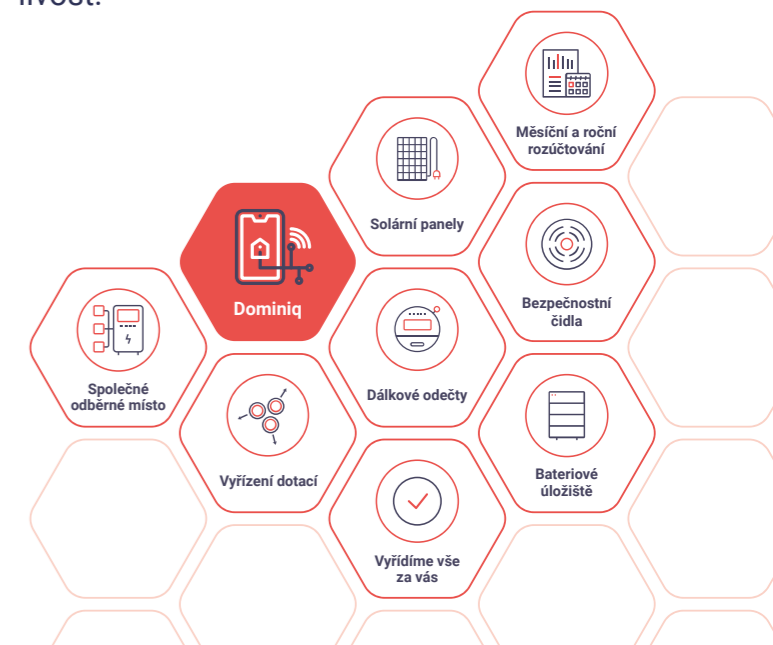 Měsíční a roční
rozúčtování
Solární panely
Dominiq
Bezpečnostní
čidla
Společné
odběrné místo
Dálkové odečty
Vyřízení dotací
Bateriové
úložiště
Vyřídíme vše
za vás